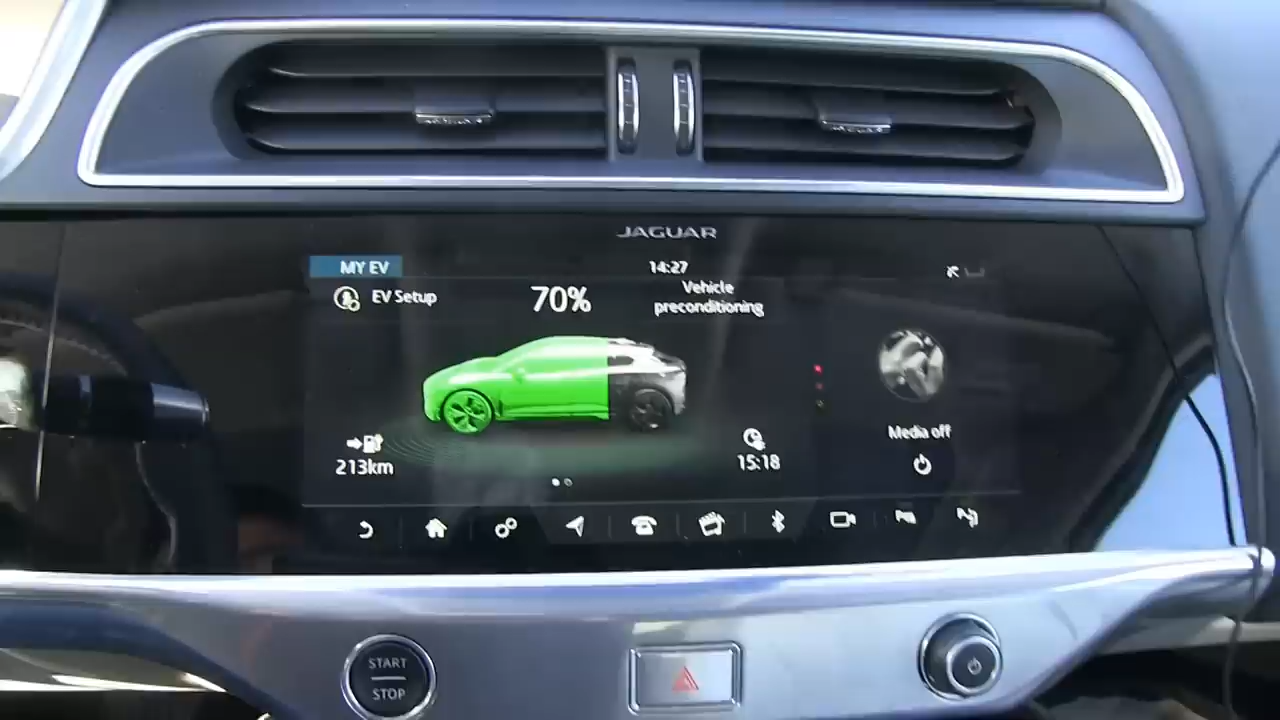 JAGUAR
MY EV
14:27
EV Setup
70%
Vehicle
preconditioning
Media off
213km
15:18
START
STOP